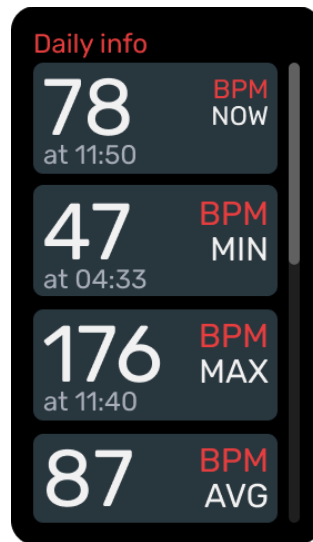 Daily info
78 BPM
NOW
at 11:50
47 BPM
MIN
at 04:33
176 BPM
MAX
at 11:40
87 BPM
AVG